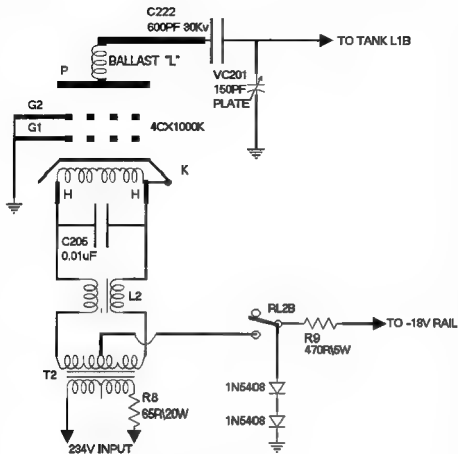 C222
600PF 30Kv
BALLAST "L"
TO TANK L1B
P
VC201
150PF
PLATE
G2
G1
4CX1000K
K
H
H
C205
0.01uF
L2
RL2B
TO -18V RAIL
R9
470R\5W
T2
R8
65R\20W
1N5408
1N5408
234V INPUT